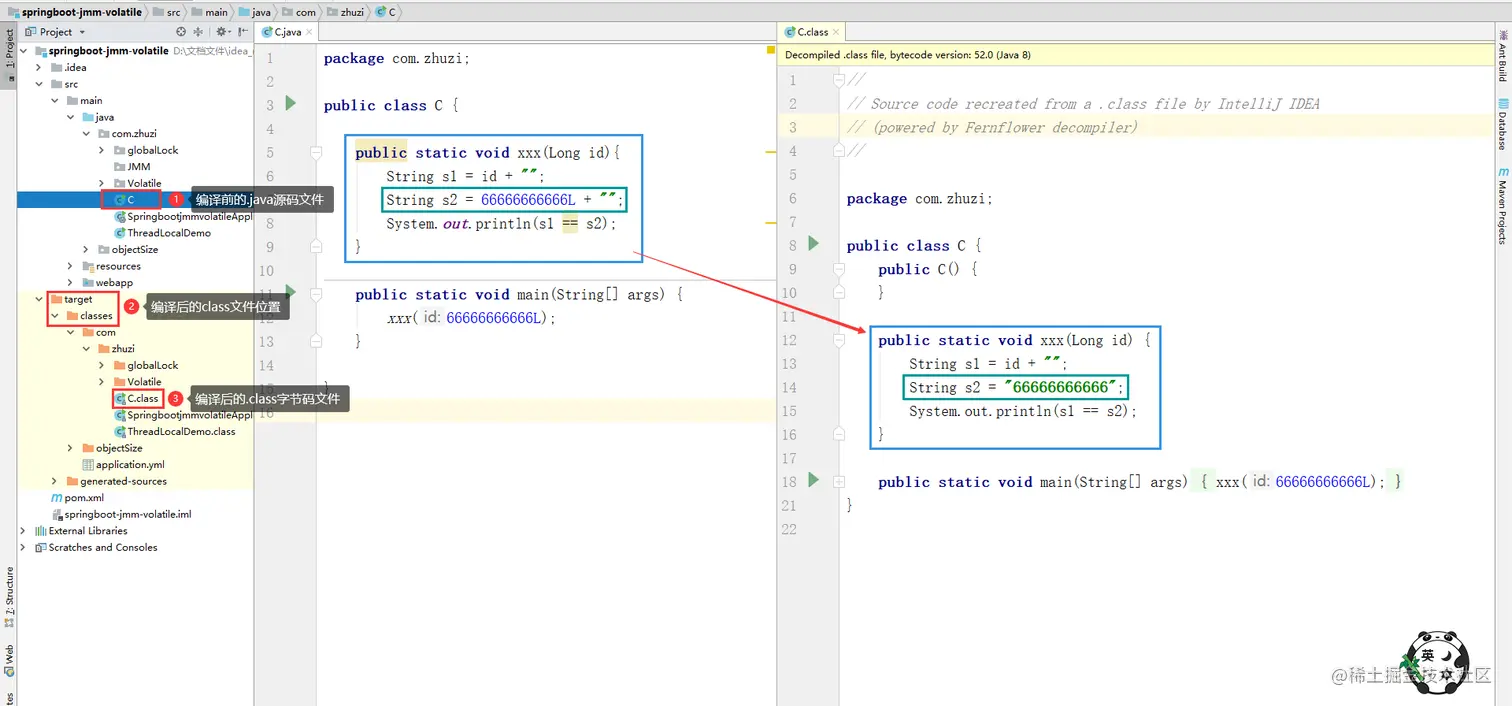 springboot-jmm-volatile src main java com zhuzi C
1: Project
Project
springboot-jmm-volatile D:\文档文件\idea_
.idea
src
main
java
com.zhuzi
globalLock
JMM
Volatile
C
1 编译前的.java源码文件
SpringbootjmmvolatileAppl
ThreadLocalDemo
objectSize
resources
webapp
target
2 编译后的class文件位置
classes
com
zhuzi
globalLock
Volatile
C.class
3 编译后的.class字节码文件
SpringbootjmmvolatileAppl
ThreadLocalDemo.class
objectSize
application.yml
generated-sources
pom.xml
springboot-jmm-volatile.iml
External Libraries
Scratches and Consoles
7: Structure
Web
C.java
1 package com.zhuzi;
2
3 public class C {
4
5 public static void xxx(Long id){
6 String s1 = id + "";
String s2 = 66666666666L + "";
8 System.out.println(s1 == s2);
9 }
10
11 public static void main(String[] args) {
12 xxx( id: 66666666666L);
13 }
14
15 }
16
C.class
Decompiled .class file, bytecode version: 52.0 (Java 8)
1 //
2 // Source code recreated from a .class file by IntelliJ IDEA
3 // (powered by Fernflower decompiler)
4 //
5
6 package com.zhuzi;
7
8 public class C {
9 public C() {
10 }
11
12 public static void xxx(Long id) {
13 String s1 = id + "";
14 String s2 = "66666666666";
15 System.out.println(s1 == s2);
16 }
17
18 public static void main(String[] args) { xxx( id: 66666666666L); }
21 }
22
Ant Build
Database
Maven Projects
英
@稀土掘金技术社区